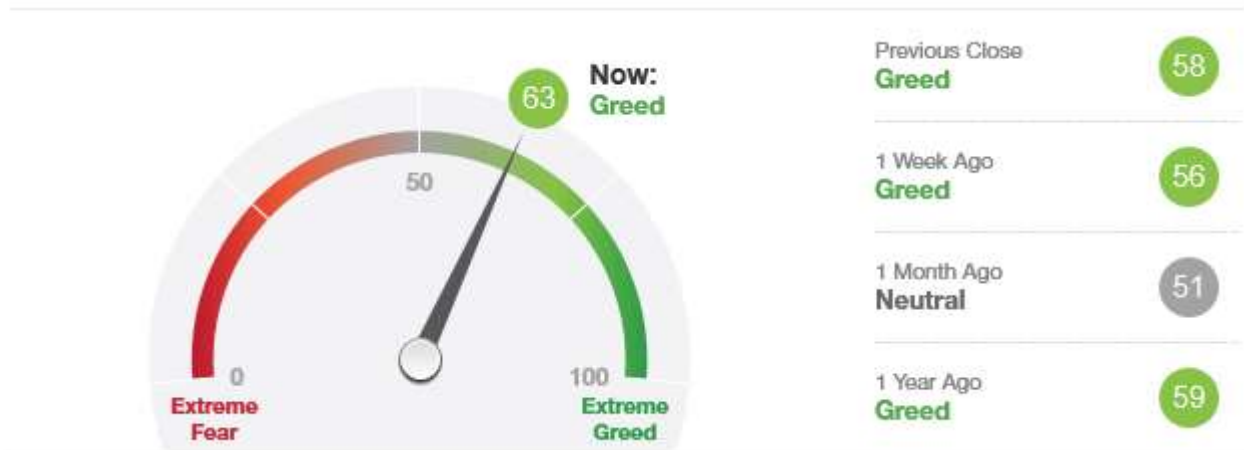 63
Now:
Greed
50
0
100
Extreme
Fear
Extreme
Greed
Previous Close
Greed
58
1 Week Ago
Greed
56
1 Month Ago
Neutral
51
1 Year Ago
Greed
59